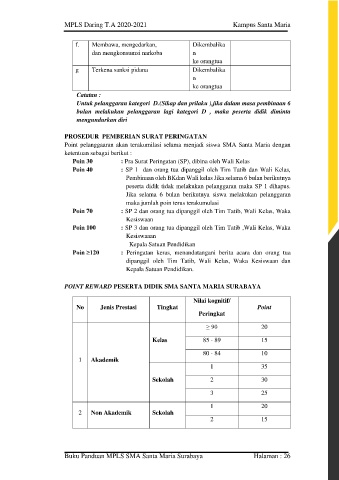 MPLS Daring T.A 2020-2021 Kampus Santa Maria
f. Membawa, mengedarkan, Dikembalika
dan mengkonsumsi narkoba n
ke orangtua
g Terkena sanksi pidana Dikembalika
n
ke orangtua
Catatan :
Untuk pelanggaran kategori D.(Sikap dan prilaku ),jika dalam masa pembinaan 6
bulan melakukan pelanggaran lagi kategori D , maka peserta didik diminta
mengundurkan diri
PROSEDUR PEMBERIAN SURAT PERINGATAN
Point pelanggaran akan terakumulasi selama menjadi siswa SMA Santa Maria dengan
ketentuan sebagai berikut :
Poin 30 : Pra Surat Peringatan (SP), dibina oleh Wali Kelas
Poin 40 : SP 1 dan orang tua dipanggil oleh Tim Tatib dan Wali Kelas,
Pembinaan oleh BKdan Wali kelas Jika selama 6 bulan berikutnya
peserta didik tidak melakukan pelanggaran maka SP 1 dihapus.
Jika selama 6 bulan berikutnya siswa melakukan pelanggaran
maka jumlah poin terus terakumulasi
Poin 70 : SP 2 dan orang tua dipanggil oleh Tim Tatib, Wali Kelas, Waka
Kesiswaan
Poin 100 : SP 3 dan orang tua dipanggil oleh Tim Tatib ,Wali Kelas, Waka
Kesiswaaan
Kepala Satuan Pendidikan
Poin ≥120 : Peringatan keras, menandatangani berita acara dan orang tua
dipanggil oleh Tim Tatib, Wali Kelas, Waka Kesiswaan dan
Kepala Satuan Pendidikan.
POINT REWARD PESERTA DIDIK SMA SANTA MARIA SURABAYA
No Jenis Prestasi Tingkat Nilai kognitif/ Point
Peringkat
≥ 90 20
Kelas 85 - 89 15
80 - 84 10
1 Akademik
1 35
Sekolah 2 30
3 25
1 20
2 Non Akademik Sekolah
2 15
Buku Panduan MPLS SMA Santa Maria Surabaya Halaman : 26